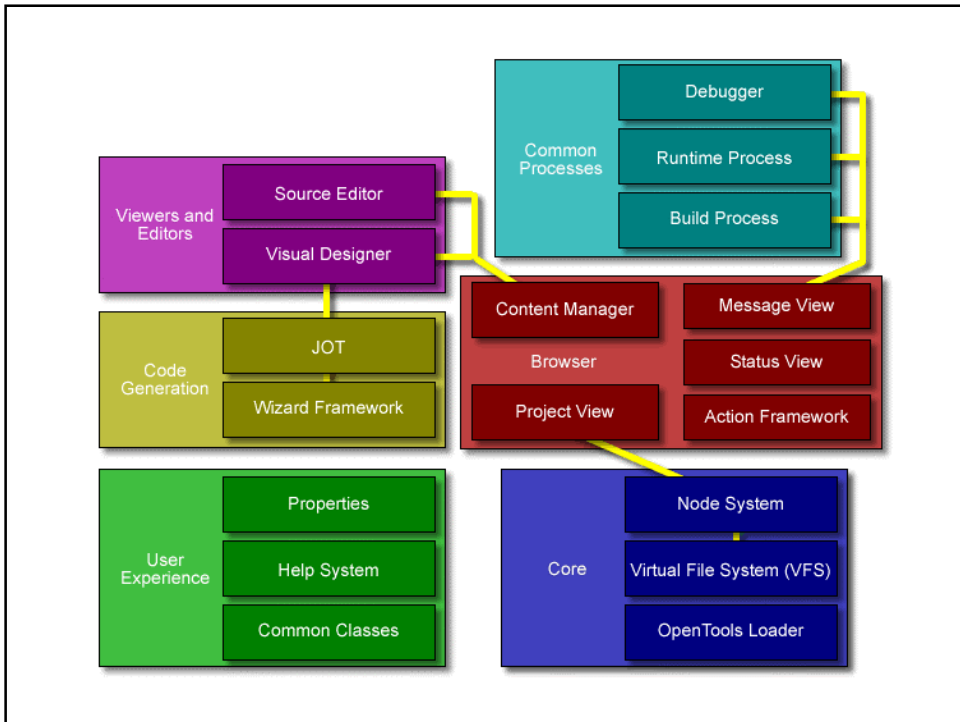 Common
Processes
Debugger
Runtime Process
Build Process
Viewers and
Editors
Source Editor
Visual Designer
Code
Generation
JOT
Wizard Framework
Browser
Content Manager
Project View
Message View
Status View
Action Framework
User
Experience
Properties
Help System
Common Classes
Core
Node System
Virtual File System (VFS)
OpenTools Loader